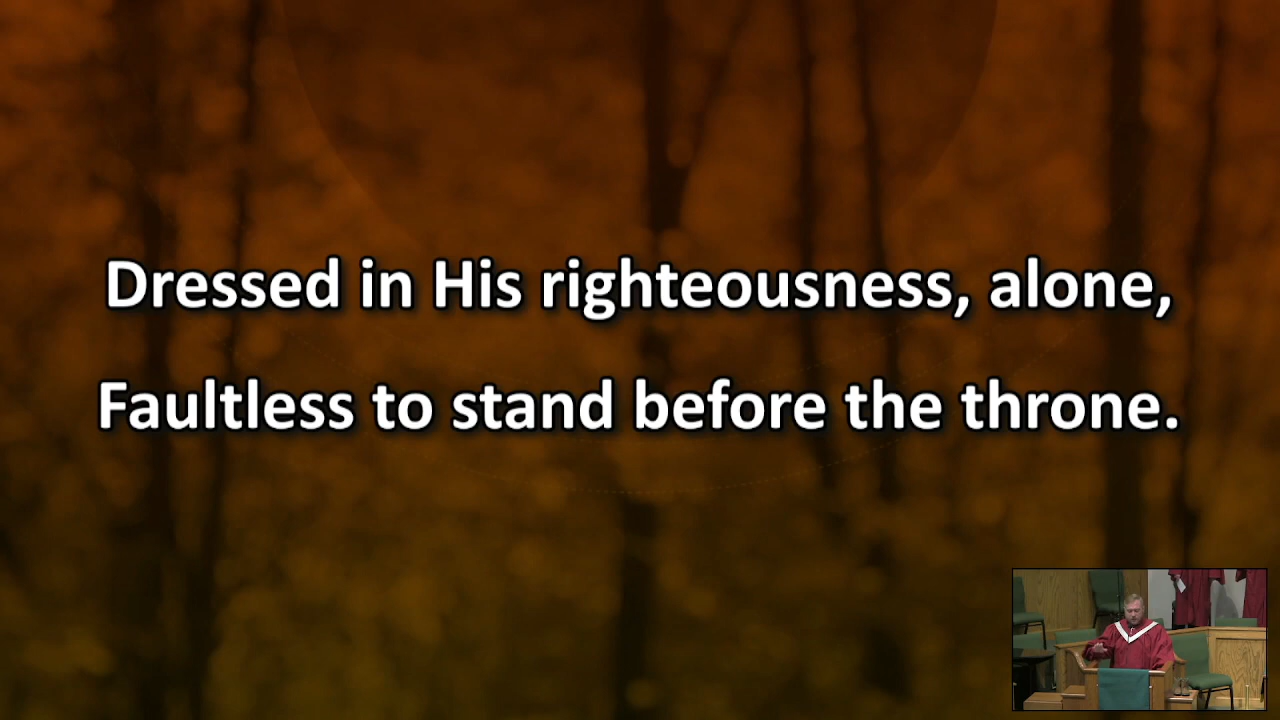 Dressed in His righteousness, alone,
Faultless to stand before the throne.